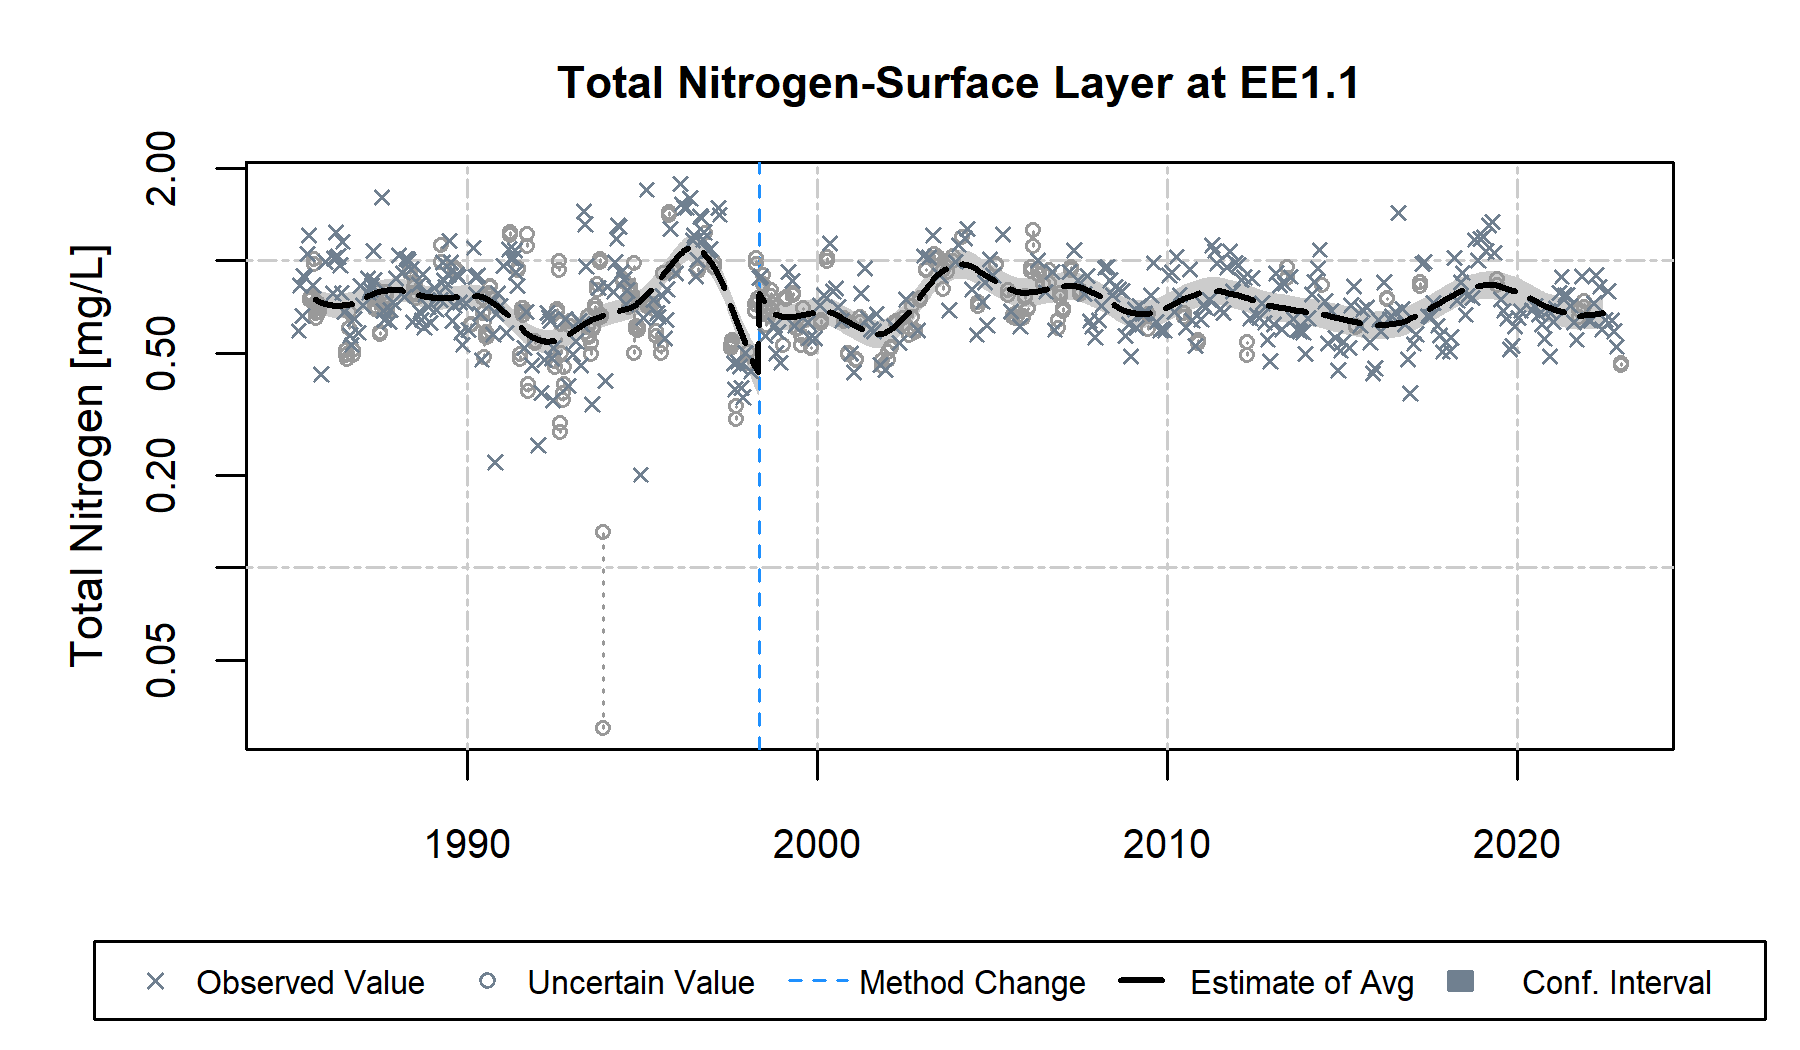 Total Nitrogen-Surface Layer at EE1.1
Total Nitrogen [mg/L]
2.00
0.50
0.20
0.05
1990 2000 2010 2020
Observed Value Uncertain Value Method Change Estimate of Avg Conf. Interval